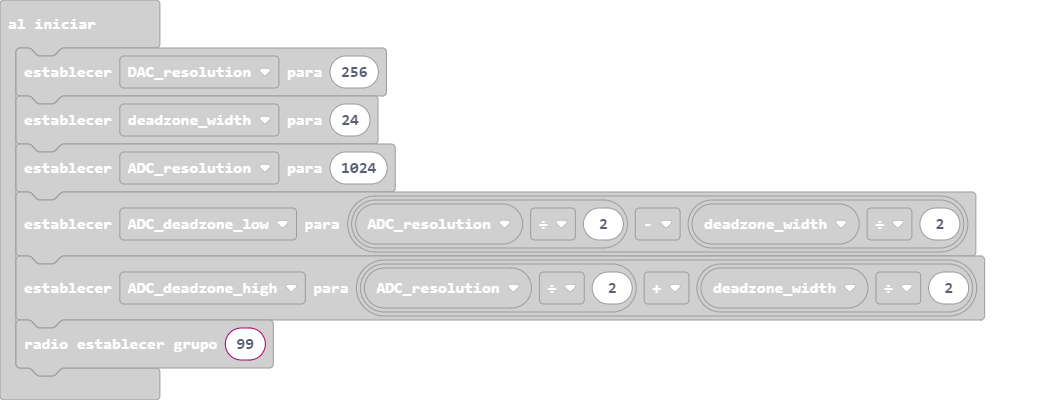 al iniciar
establecer DAC_resolution para 256
establecer deadzone_width para 24
establecer ADC_resolution para 1024
establecer ADC_deadzone_low para ADC_resolution ÷ 2 - deadzone_width ÷ 2
establecer ADC_deadzone_high para ADC_resolution ÷ 2 + deadzone_width ÷ 2
radio establecer grupo 99